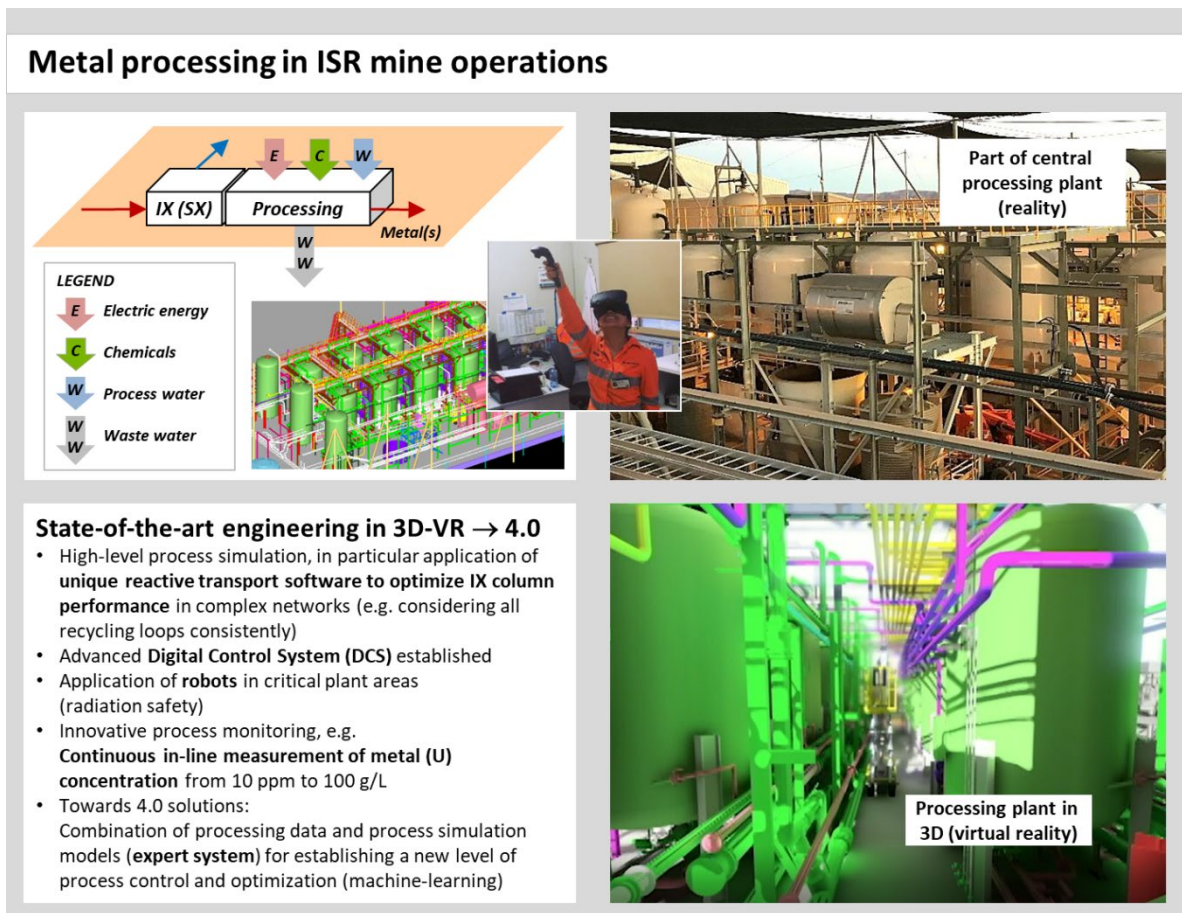 Metal processing in ISR mine operations
E
C
W
IX (SX)
Processing
Metal(s)
W
W
LEGEND
E Electric energy
C Chemicals
W Process water
W
W
Waste water
Part of central
processing plant
(reality)
State-of-the-art engineering in 3D-VR → 4.0
• High-level process simulation, in particular application of
unique reactive transport software to optimize IX column
performance in complex networks (e.g. considering all
recycling loops consistently)
• Advanced Digital Control System (DCS) established
• Application of robots in critical plant areas
(radiation safety)
• Innovative process monitoring, e.g.
Continuous in-line measurement of metal (U)
concentration from 10 ppm to 100 g/L
• Towards 4.0 solutions:
Combination of processing data and process simulation
models (expert system) for establishing a new level of
process control and optimization (machine-learning)
Processing plant in
3D (virtual reality)